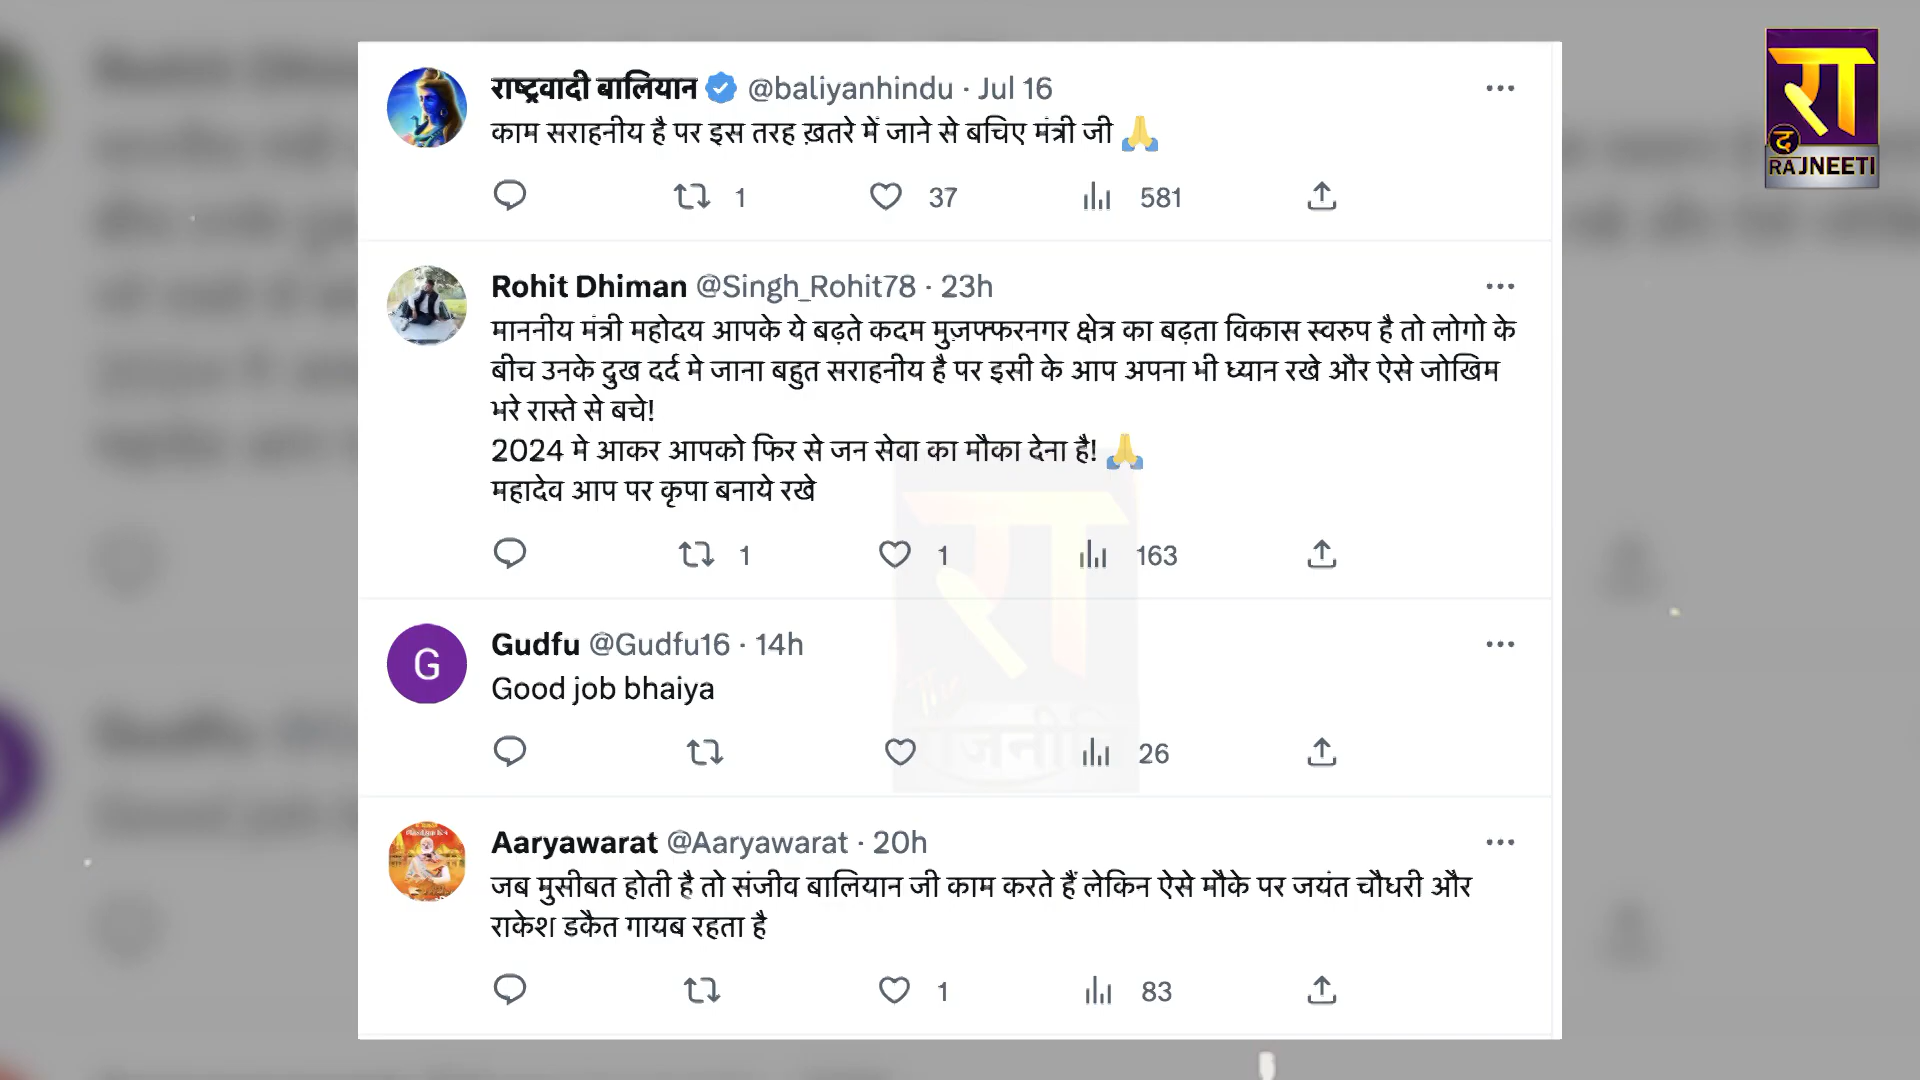 राष्ट्रवादी बालियान @baliyanhindu · Jul 16
काम सराहनीय है पर इस तरह ख़तरे में जाने से बचिए मंत्री जी 🙏
1 37 581
Rohit Dhiman @Singh_Rohit78 · 23h
माननीय मंत्री महोदय आपके ये बढ़ते कदम मुज़फ्फरनगर क्षेत्र का बढ़ता विकास स्वरुप है तो लोगो के
बीच उनके दुख दर्द मे जाना बहुत सराहनीय है पर इसी के आप अपना भी ध्यान रखे और ऐसे जोखिम
भरे रास्ते से बचे!
2024 मे आकर आपको फिर से जन सेवा का मौका देना है! 🙏
महादेव आप पर कृपा बनाये रखे
1 1 163
G
Gudfu @Gudfu16 · 14h
Good job bhaiya
26
Aaryawarat @Aaryawarat · 20h
जब मुसीबत होती है तो संजीव बालियान जी काम करते हैं लेकिन ऐसे मौके पर जयंत चौधरी और
राकेश डकैत गायब रहता है
1 83
रा
द
RAJNEETI